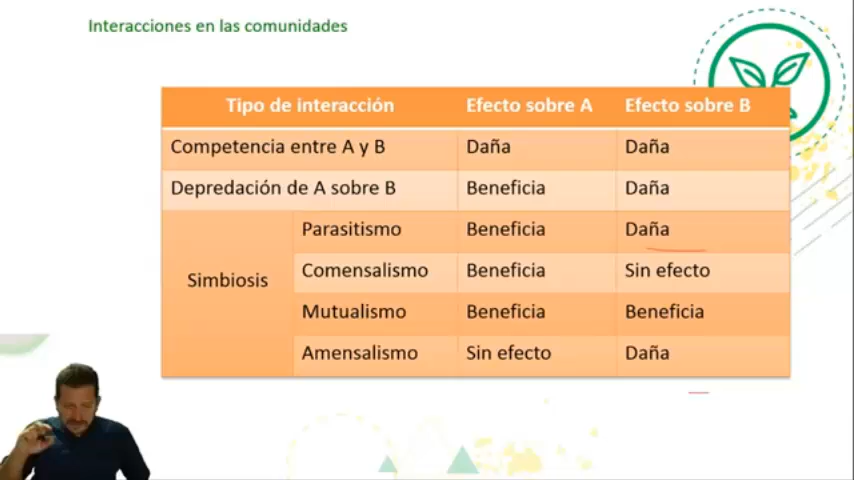 Interacciones en las comunidades
Tipo de interacción Efecto sobre A Efecto sobre B
Competencia entre A y B Daña Daña
Depredación de A sobre B Beneficia Daña
Simbiosis
Parasitismo Beneficia Daña
Comensalismo Beneficia Sin efecto
Mutualismo Beneficia Beneficia
Amensalismo Sin efecto Daña